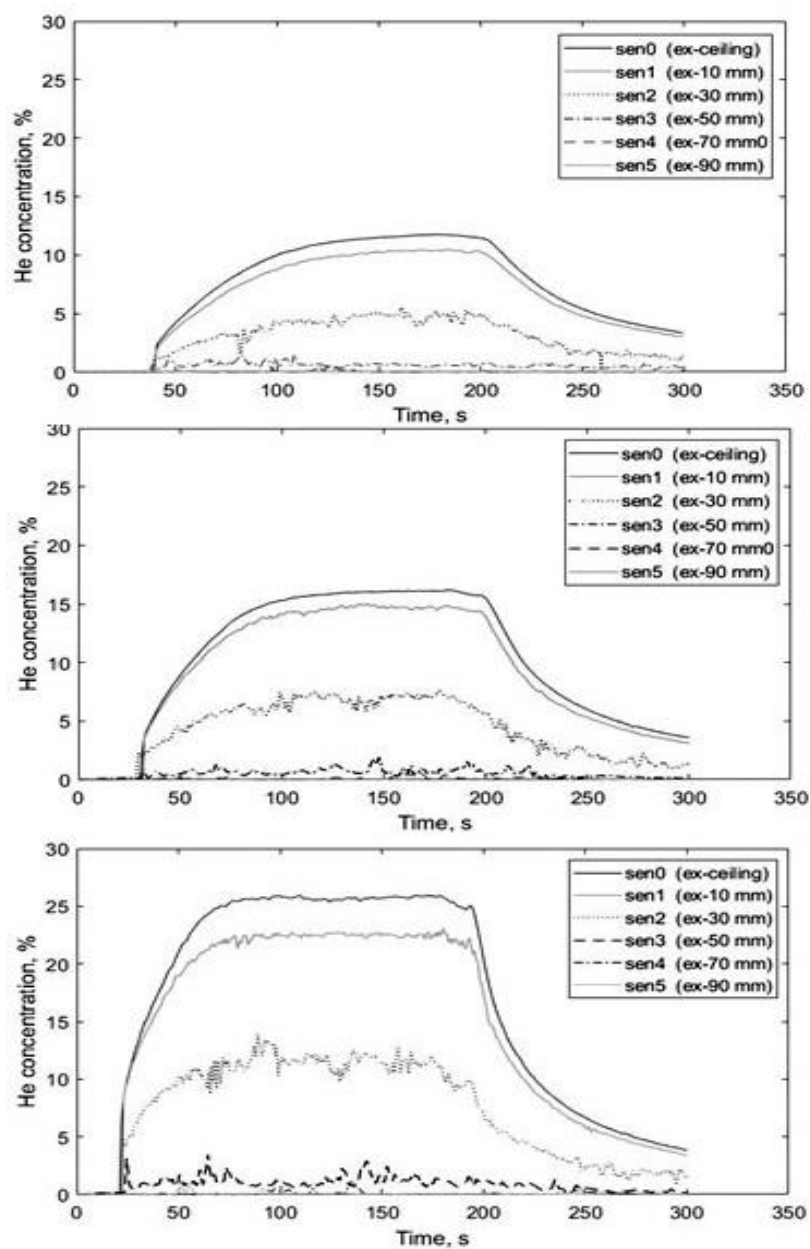 30
25
20
15
10
5
0
He concentration, %
sen0 (ex-ceiling)
sen1 (ex-10 mm)
sen2 (ex-30 mm)
sen3 (ex-50 mm)
sen4 (ex-70 mm0
sen5 (ex-90 mm)
0 50 100 150 200 250 300 350
Time, s
30
25
20
15
10
5
0
He concentration, %
sen0 (ex-ceiling)
sen1 (ex-10 mm)
sen2 (ex-30 mm)
sen3 (ex-50 mm)
sen4 (ex-70 mm0
sen5 (ex-90 mm)
0 50 100 150 200 250 300 350
Time, s
30
25
20
15
10
5
0
He concentration, %
sen0 (ex-ceiling)
sen1 (ex-10 mm)
sen2 (ex-30 mm)
sen3 (ex-50 mm)
sen4 (ex-70 mm)
sen5 (ex-90 mm)
0 50 100 150 200 250 300 350
Time, s